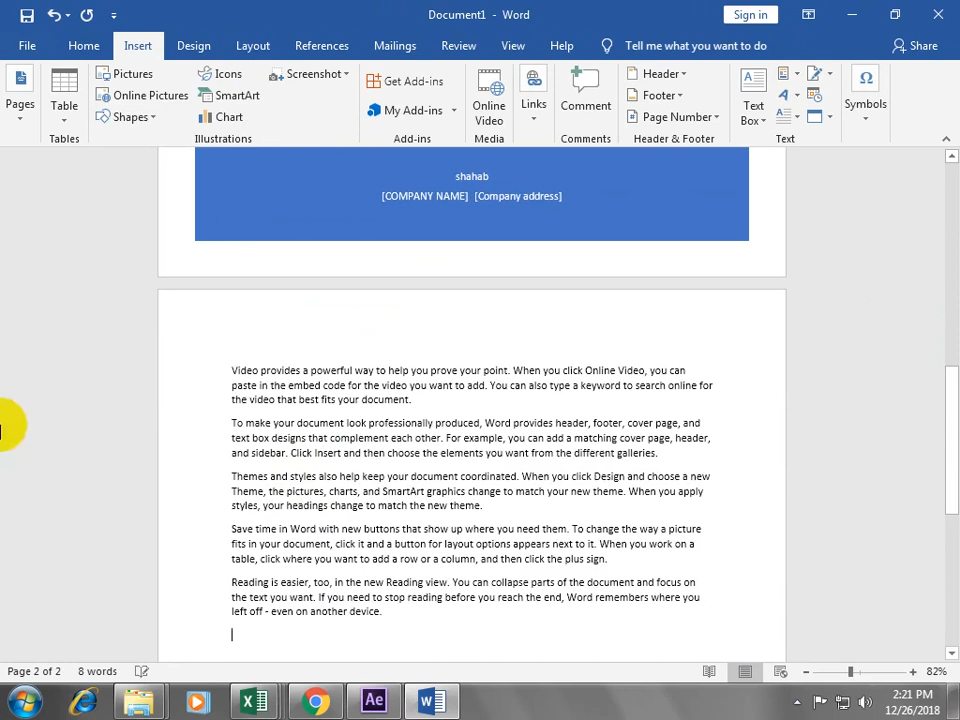 Document1 - Word
Sign in
File Home Insert Design Layout References Mailings Review View Help Tell me what you want to do Share
Pages
Table
Tables
Pictures
Online Pictures
Shapes
Icons
SmartArt
Chart
Screenshot
Illustrations
Get Add-ins
My Add-ins
Add-ins
Online Video
Media
Links
Comment
Comments
Header
Footer
Page Number
Header & Footer
Text Box
Text
Symbols
shahab
[COMPANY NAME] [Company address]
Video provides a powerful way to help you prove your point. When you click Online Video, you can
paste in the embed code for the video you want to add. You can also type a keyword to search online for
the video that best fits your document.
To make your document look professionally produced, Word provides header, footer, cover page, and
text box designs that complement each other. For example, you can add a matching cover page, header,
and sidebar. Click Insert and then choose the elements you want from the different galleries.
Themes and styles also help keep your document coordinated. When you click Design and choose a new
Theme, the pictures, charts, and SmartArt graphics change to match your new theme. When you apply
styles, your headings change to match the new theme.
Save time in Word with new buttons that show up where you need them. To change the way a picture
fits in your document, click it and a button for layout options appears next to it. When you work on a
table, click where you want to add a row or a column, and then click the plus sign.
Reading is easier, too, in the new Reading view. You can collapse parts of the document and focus on
the text you want. If you need to stop reading before you reach the end, Word remembers where you
left off - even on another device.
Page 2 of 2 8 words 82%
Ae
2:21 PM
12/26/2018